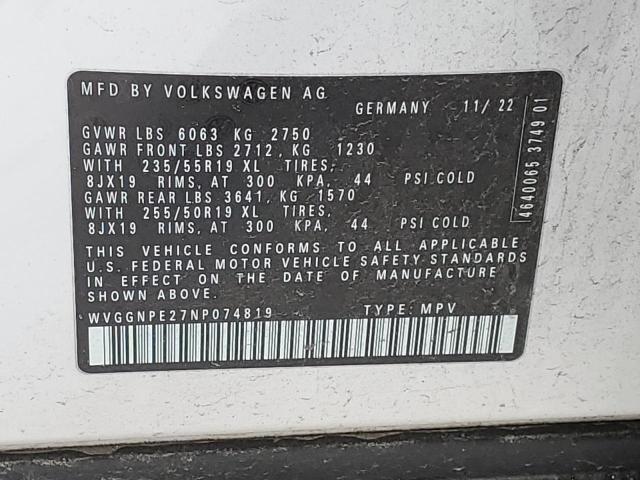 MFD BY VOLKSWAGEN AG
GERMANY 11/ 22
GVWR LBS 6063 KG 2750
GAWR FRONT LBS 2712, KG 1230
WITH 235/55R19 XL TIRES,
8JX19 RIMS, AT 300 KPA, 44 PSI COLD
GAWR REAR LBS 3641, KG 1570
WITH 255/50R19 XL TIRES,
8JX19 RIMS, AT 300 KPA, 44 PSI COLD
THIS VEHICLE CONFORMS TO ALL APPLICABLE
U.S. FEDERAL MOTOR VEHICLE SAFETY STANDARDS
IN EFFECT ON THE DATE OF MANUFACTURE
SHOWN ABOVE.
WVGGNPE27NP074819 TYPE: MPV
4640065 3749 01